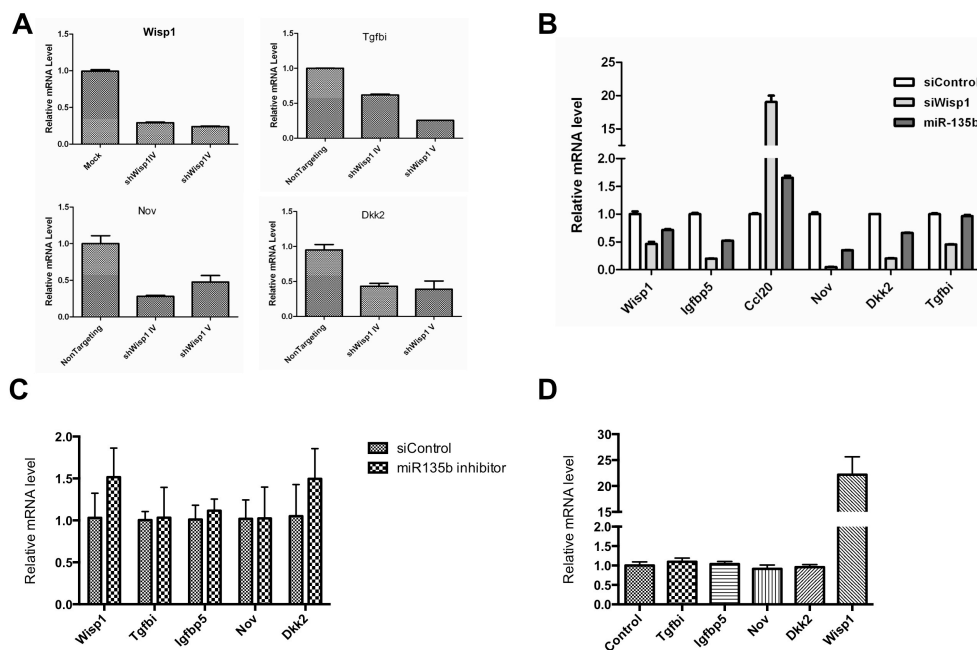 A
Wisp1
Relative mRNA Level
1.5
1.0
0.5
0.0
Mock
shWisp1IV
shWisp1V
Tgfbi
Relative mRNA Level
1.5
1.0
0.5
0.0
NonTargeting
shWisp1 IV
shWisp1 V
Nov
Relative mRNA Level
1.5
1.0
0.5
0.0
NonTargeting
shWisp1 IV
shWisp1 V
Dkk2
Relative mRNA Level
1.5
1.0
0.5
0.0
NonTargeting
shWisp1 IV
shWisp1 V
B
Relative mRNA level
25
20
15
2.0
1.5
1.0
0.5
0.0
Wisp1
Igfbp5
Ccl20
Nov
Dkk2
Tgfbi
siControl
siWisp1
miR-135b
C
Relative mRNA level
2.0
1.5
1.0
0.5
0.0
Wisp1
Tgfbi
Igfbp5
Nov
Dkk2
siControl
miR135b inhibitor
D
Relative mRNA level
30
25
20
15
10
2.0
1.5
1.0
0.5
0.0
Control
Tgfbi
Igfbp5
Nov
Dkk2
Wisp1